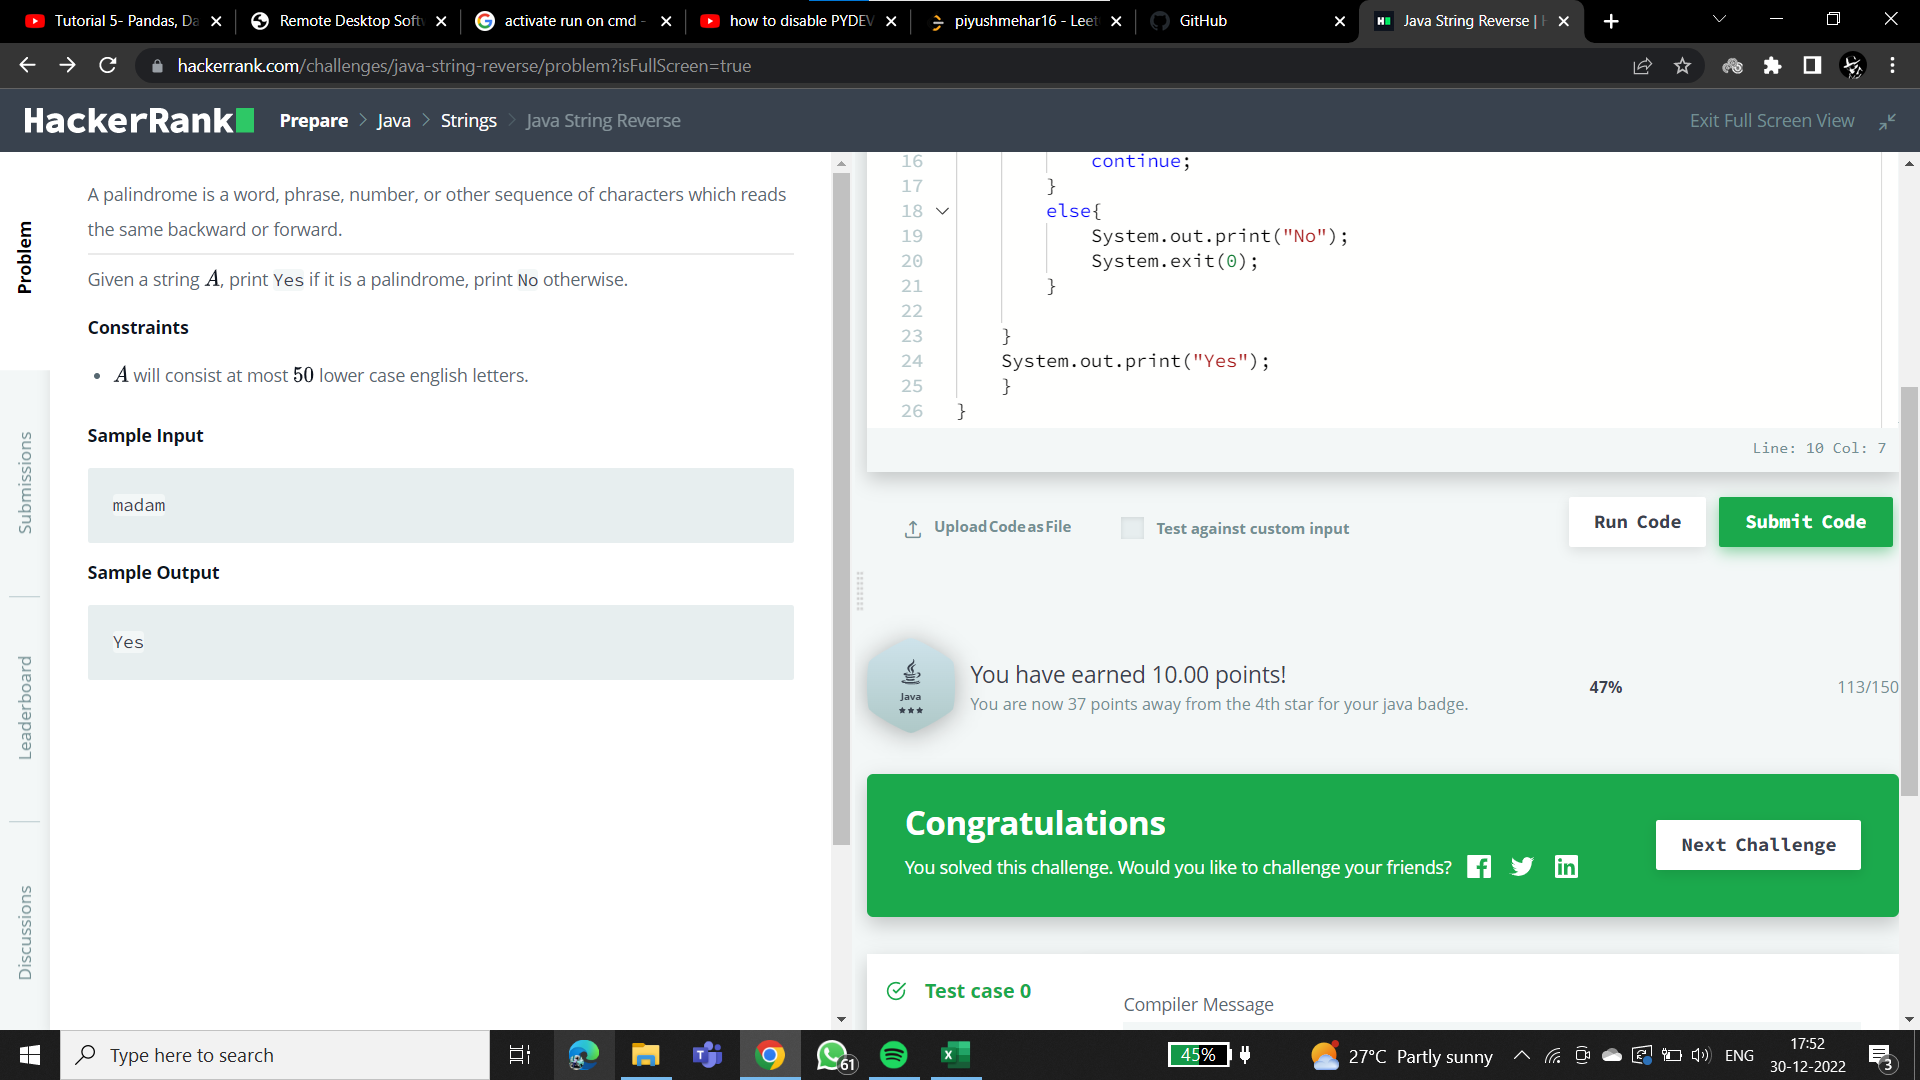 Tutorial 5- Pandas, Da
Remote Desktop Soft
activate run on cmd -
how to disable PYDEV
piyushmehar16 - Leet
GitHub
Java String Reverse |
hackerrank.com/challenges/java-string-reverse/problem?isFullScreen=true
HackerRank
Prepare > Java > Strings > Java String Reverse
Exit Full Screen View
Problem
Submissions
Leaderboard
Discussions
A palindrome is a word, phrase, number, or other sequence of characters which reads
the same backward or forward.
Given a string A, print Yes if it is a palindrome, print No otherwise.
Constraints
• A will consist at most 50 lower case english letters.
Sample Input
madam
Sample Output
Yes
16 continue;
17 }
18 else{
19 System.out.print("No");
20 System.exit(0);
21 }
22
23 }
24 System.out.print("Yes");
25 }
26 }
Line: 10 Col: 7
Upload Code as File
Test against custom input
Run Code
Submit Code
Java
You have earned 10.00 points!
You are now 37 points away from the 4th star for your java badge.
47%
113/150
Congratulations
You solved this challenge. Would you like to challenge your friends?
Next Challenge
Test case 0
Compiler Message
Type here to search
61
45%
27°C Partly sunny
ENG
17:52
30-12-2022
3